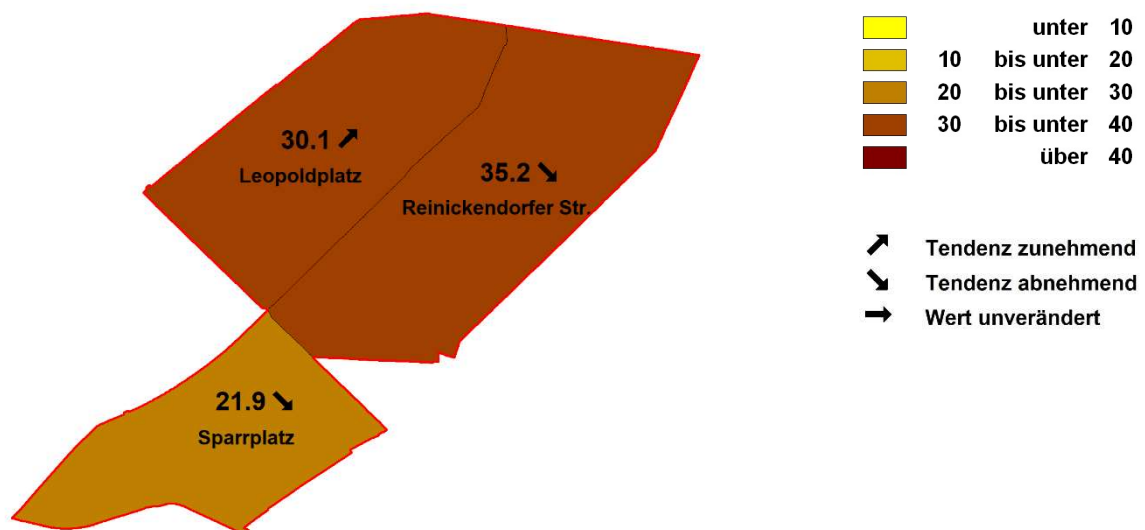 30.1
Leopoldplatz
35.2
Reinickendorfer Str.
21.9
Sparrplatz
unter 10
10 bis unter 20
20 bis unter 30
30 bis unter 40
über 40
Tendenz zunehmend
Tendenz abnehmend
Wert unverändert